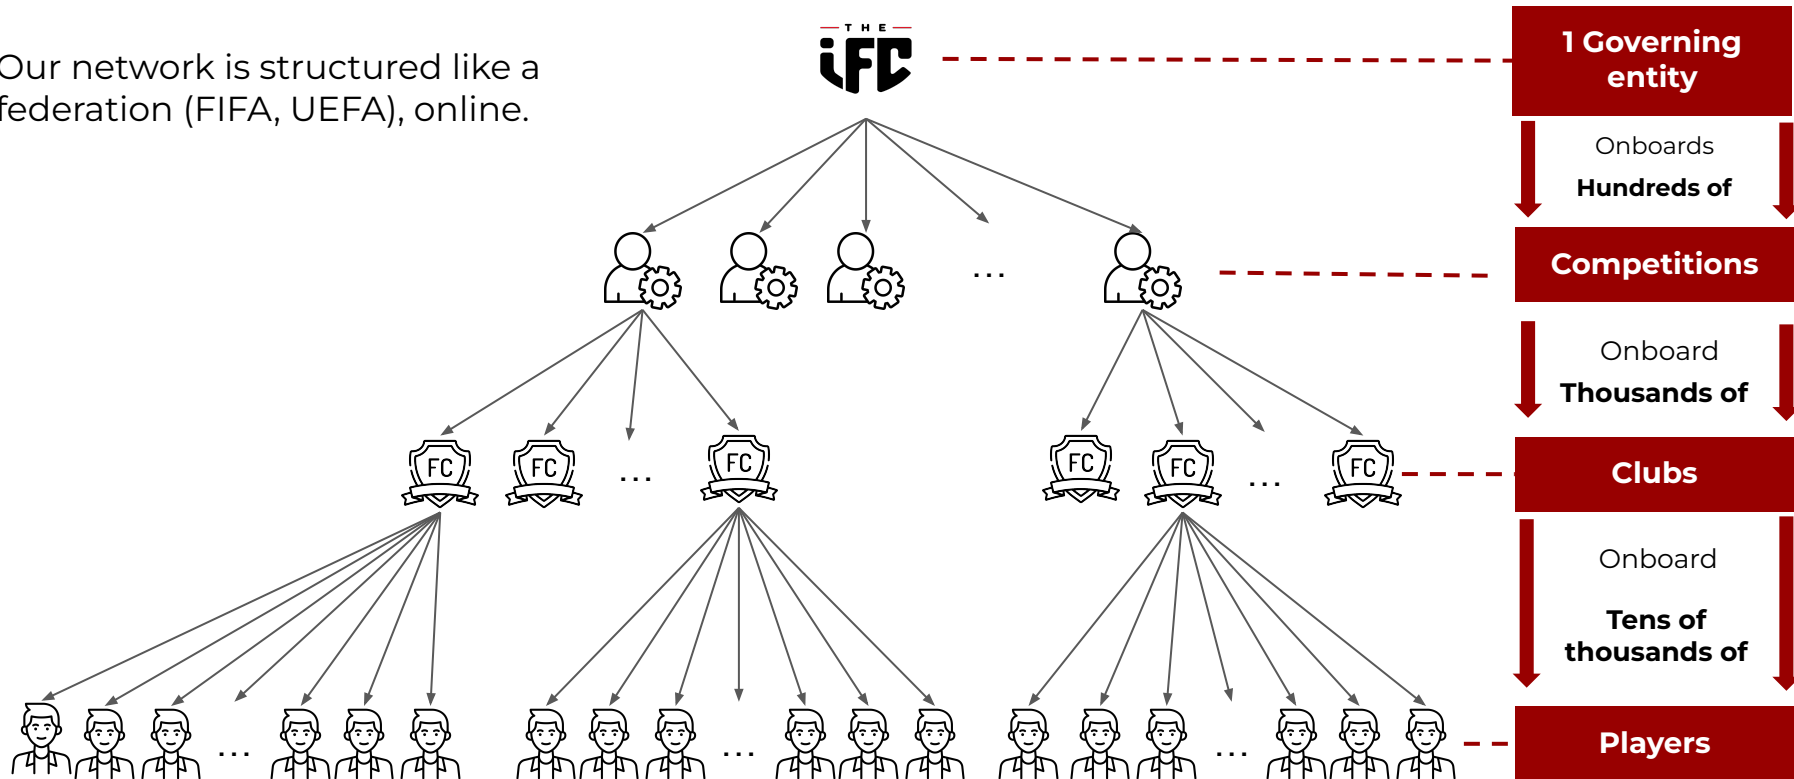 Our network is structured like a
federation (FIFA, UEFA), online.
THE
iFC
1 Governing
entity
Onboards
Hundreds of
...
Competitions
Onboard
Thousands of
FC
FC
...
FC
FC
...
FC
FC
Clubs
Onboard
Tens of
thousands of
...
...
...
Players